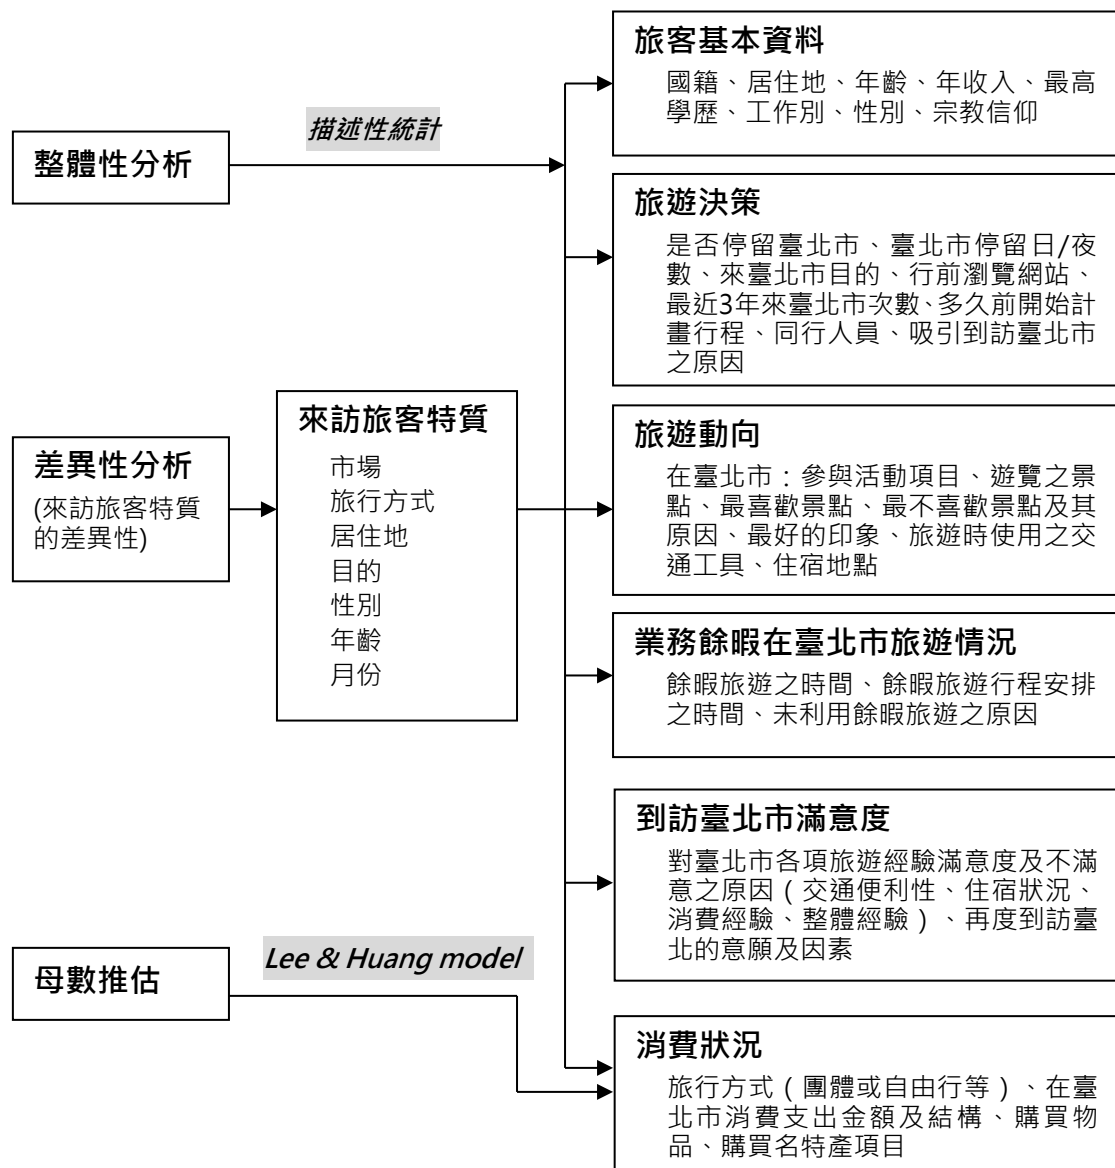 旅客基本資料
國籍、居住地、年齡、年收入、最高
學歷、工作別、性別、宗教信仰
描述性統計
整體性分析
旅遊決策
是否停留臺北市、臺北市停留日/夜
數、來臺北市目的、行前瀏覽網站、
最近3年來臺北市次數、多久前開始計
畫行程、同行人員、吸引到訪臺北市
之原因
差異性分析
(來訪旅客特質
的差異性)
來訪旅客特質
市場
旅行方式
居住地
目的
性別
年齡
月份
旅遊動向
在臺北市：參與活動項目、遊覽之景
點、最喜歡景點、最不喜歡景點及其
原因、最好的印象、旅遊時使用之交
通工具、住宿地點
業務餘暇在臺北市旅遊情況
餘暇旅遊之時間、餘暇旅遊行程安排
之時間、未利用餘暇旅遊之原因
到訪臺北市滿意度
對臺北市各項旅遊經驗滿意度及不滿
意之原因（交通便利性、住宿狀況、
消費經驗、整體經驗）、再度到訪臺
北的意願及因素
母數推估
Lee & Huang model
消費狀況
旅行方式（團體或自由行等）、在臺
北市消費支出金額及結構、購買物
品、購買名特產項目